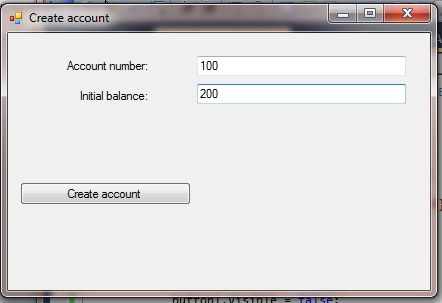 Create account
Account number: 100
Initial balance: 200
Create account
button1.Visible = false;